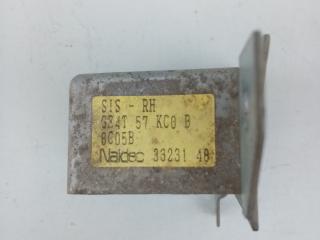 SIS - RH
GE4T 57 KC0 B
8C05B
Naldec 33231 48